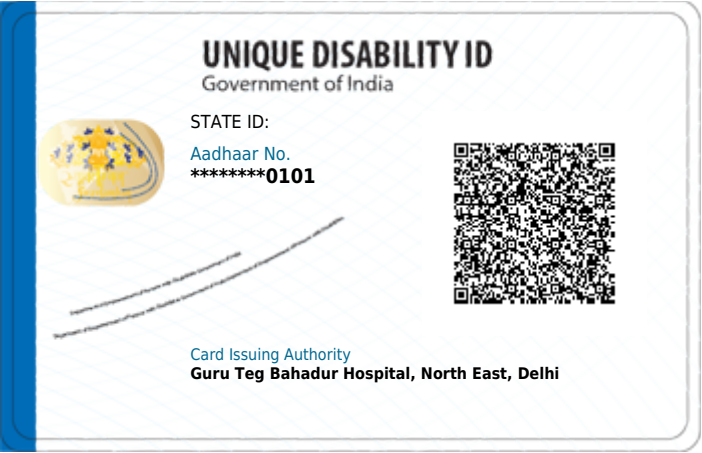 UNIQUE DISABILITY ID
Government of India
STATE ID:
Aadhaar No.
********0101
Card Issuing Authority
Guru Teg Bahadur Hospital, North East, Delhi